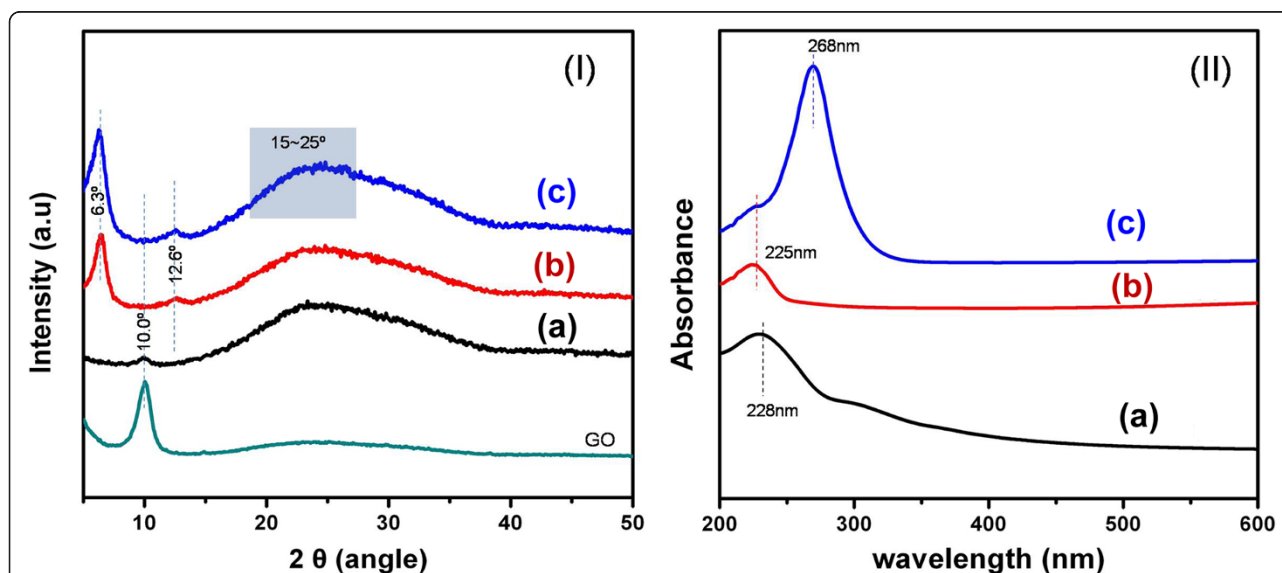 (I)
15~25º
6.3º
12.6º
10.0º
(c)
(b)
(a)
GO
Intensity (a.u)
10
20
30
40
50
2 θ (angle)
(II)
268nm
225nm
228nm
(c)
(b)
(a)
Absorbance
200
300
400
500
600
wavelength (nm)